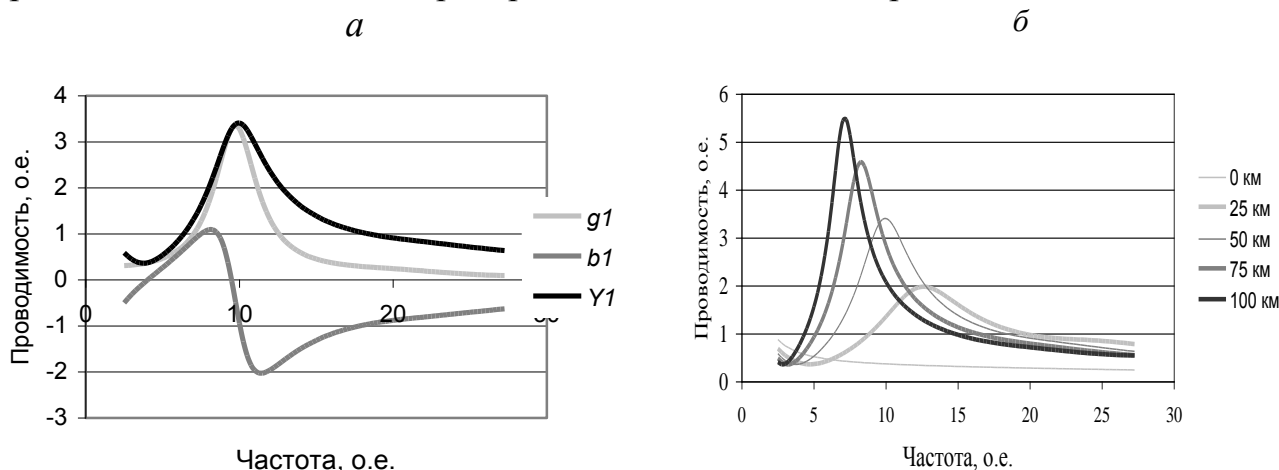 а
б
4
3
2
1
0
-1
-2
-3
0
10
20
Проводимость, о.е.
Частота, о.е.
g1
b1
Y1
6
5
4
3
2
1
0
0
5
10
15
20
25
30
Проводимость, о.е.
Частота, о.е.
0 км
25 км
50 км
75 км
100 км